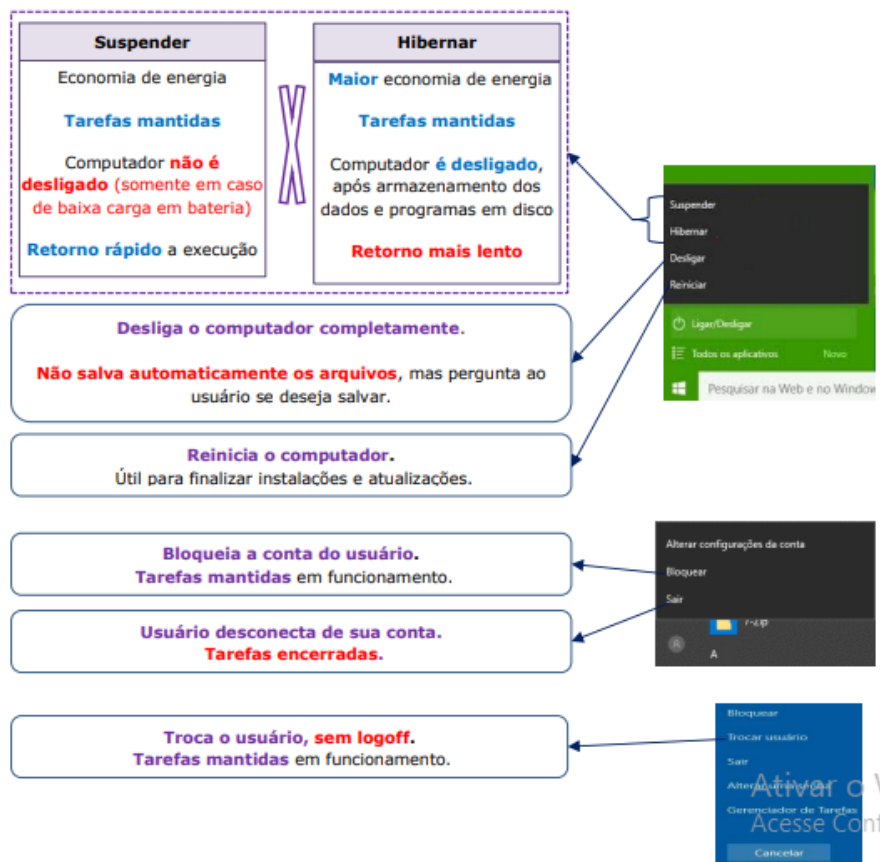 Suspender
Economia de energia
Tarefas mantidas
Computador não é
desligado (somente em caso
de baixa carga em bateria)
Retorno rápido a execução
Hibernar
Maior economia de energia
Tarefas mantidas
Computador é desligado,
após armazenamento dos
dados e programas em disco
Retorno mais lento
Suspender
Hibernar
Desligar
Reiniciar
Ligar/Desligar
Todos os aplicativos Novo
Pesquisar na Web e no Window
Desliga o computador completamente.
Não salva automaticamente os arquivos, mas pergunta ao
usuário se deseja salvar.
Reinicia o computador.
Útil para finalizar instalações e atualizações.
Bloqueia a conta do usuário.
Tarefas mantidas em funcionamento.
Usuário desconecta de sua conta.
Tarefas encerradas.
Alterar configurações da conta
Bloquear
Sair
7-Zip
A
Troca o usuário, sem logoff.
Tarefas mantidas em funcionamento.
Bloquear
Trocar usuário
Sair
Alterar uma senha
Gerenciador de Tarefas
Cancelar
Ativar o
Acesse Conf